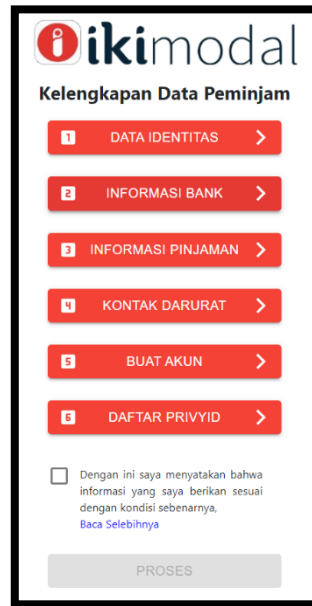 ikimodal
Kelengkapan Data Peminjam
1 DATA IDENTITAS
2 INFORMASI BANK
3 INFORMASI PINJAMAN
4 KONTAK DARURAT
5 BUAT AKUN
6 DAFTAR PRIVYID
Dengan ini saya menyatakan bahwa
informasi yang saya berikan sesuai
dengan kondisi sebenarnya,
Baca Selebihnya
PROSES